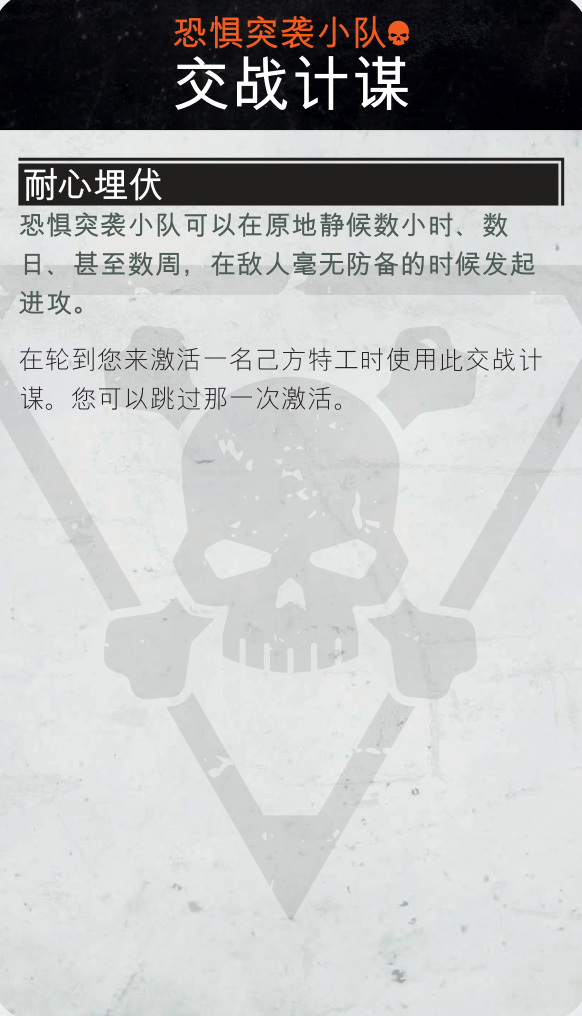 恐惧突袭小队
交战计谋
耐心埋伏
恐惧突袭小队可以在原地静候数小时、数
日、甚至数周，在敌人毫无防备的时候发起
进攻。
在轮到您来激活一名己方特工时使用此交战计
谋。您可以跳过那一次激活。